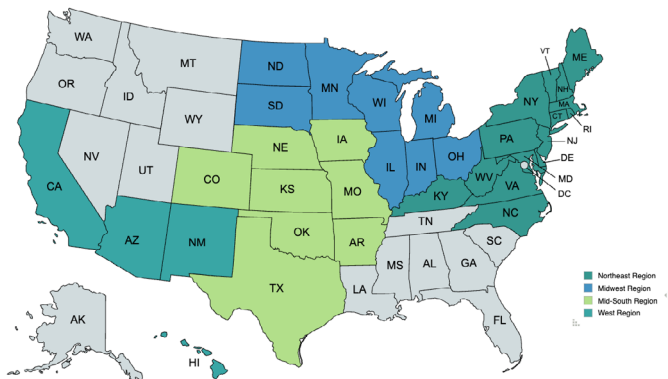 WA
MT
ND
MN
OR
ID
SD
WI
MI
WY
VT
ME
NH
NY
MA
CT
RI
NV
UT
NE
IA
PA
NJ
CA
CO
KS
MO
IL
IN
OH
WV
VA
DE
MD
DC
KY
AZ
NM
OK
AR
TN
NC
SC
TX
LA
MS
AL
GA
FL
AK
HI
Northeast Region
Midwest Region
Mid-South Region
West Region